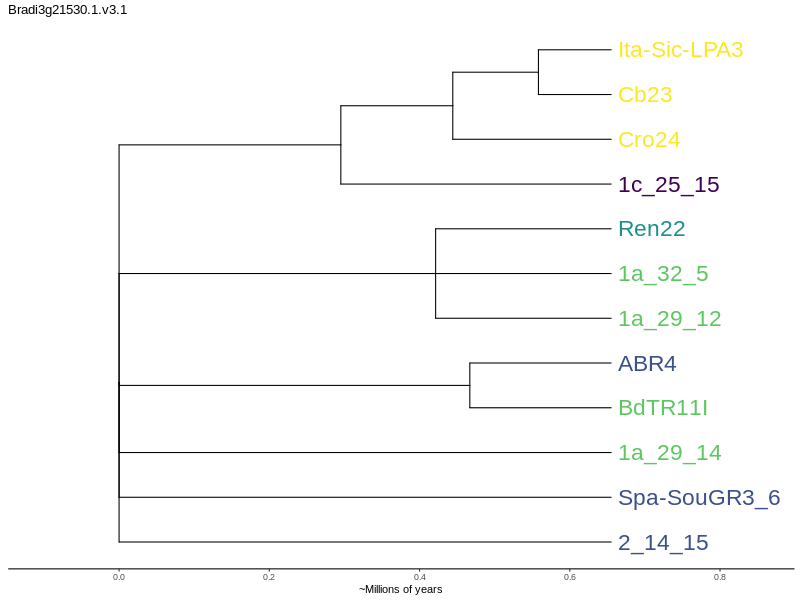 Bradi3g21530.1.v3.1
Ita-Sic-LPA3
Cb23
Cro24
1c_25_15
Ren22
1a_32_5
1a_29_12
ABR4
BdTR11I
1a_29_14
Spa-SouGR3_6
2_14_15
0.0 0.2 0.4 0.6 0.8
~Millions of years